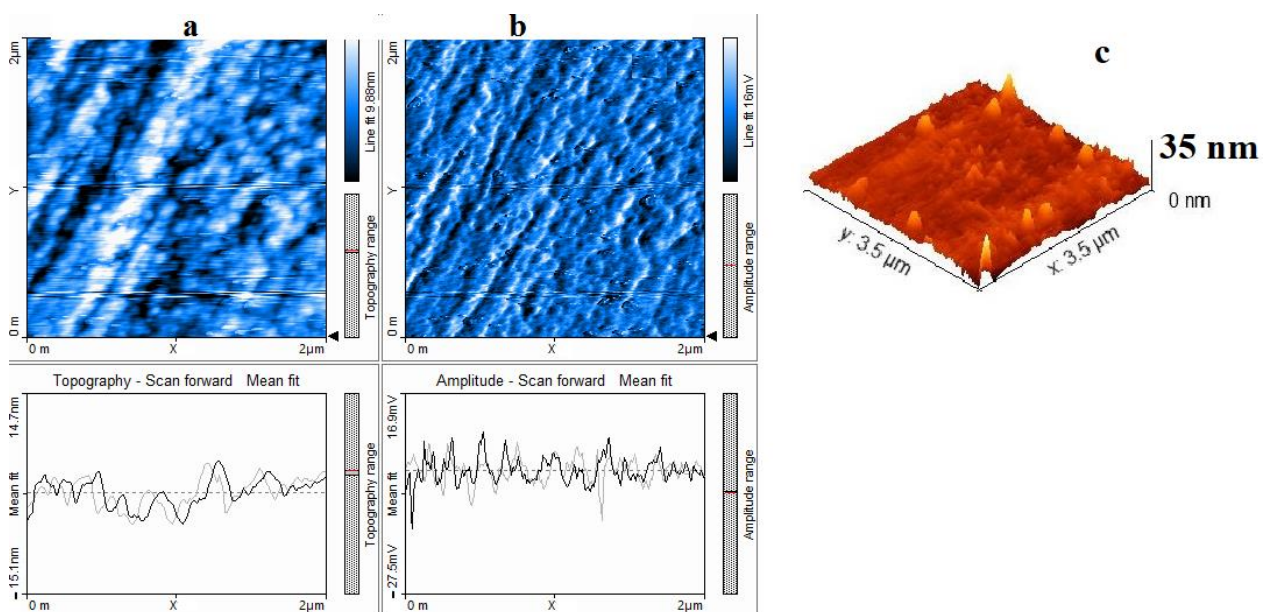 a
2µm
Y
0 m
0 m
X
2µm
Line fit 9.88nm
Topography range
b
0 m
X
2µm
Line fit 16mV
Amplitude range
c
35 nm
0 nm
y: 3.5 µm
x: 3.5 µm
Topography - Scan forward Mean fit
14.7nm
Mean fit
-15.1nm
0 m
X
2µm
Topography range
Amplitude - Scan forward Mean fit
16.9mV
Mean fit
-27.5mV
0 m
X
2µm
Amplitude range